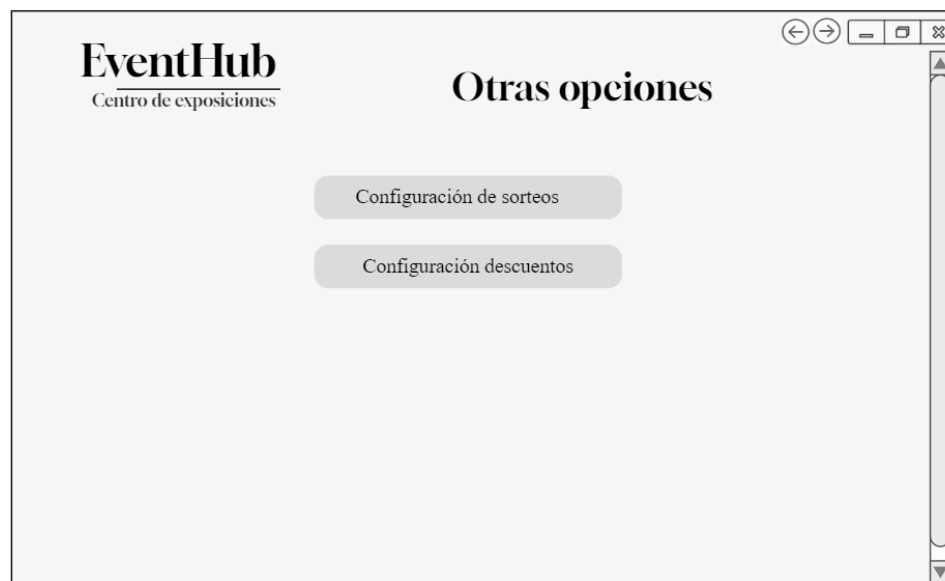 EventHub
Centro de exposiciones
Otras opciones
Configuración de sorteos
Configuración descuentos